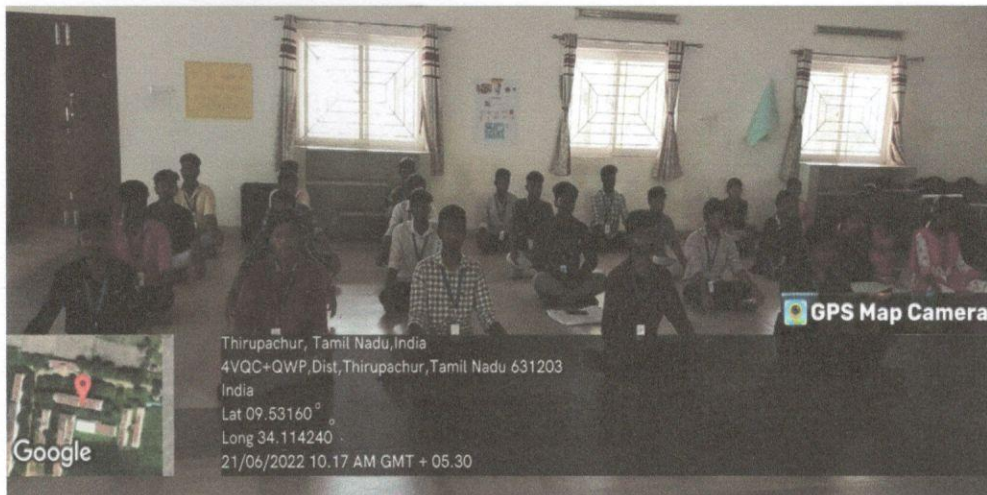 GPS Map Camera
Thirupachur, Tamil Nadu,India
4VQC+QWP,Dist,Thirupachur,Tamil Nadu 631203
India
Lat 09.53160°
Long 34.114240°
21/06/2022 10.17 AM GMT + 05.30
Google